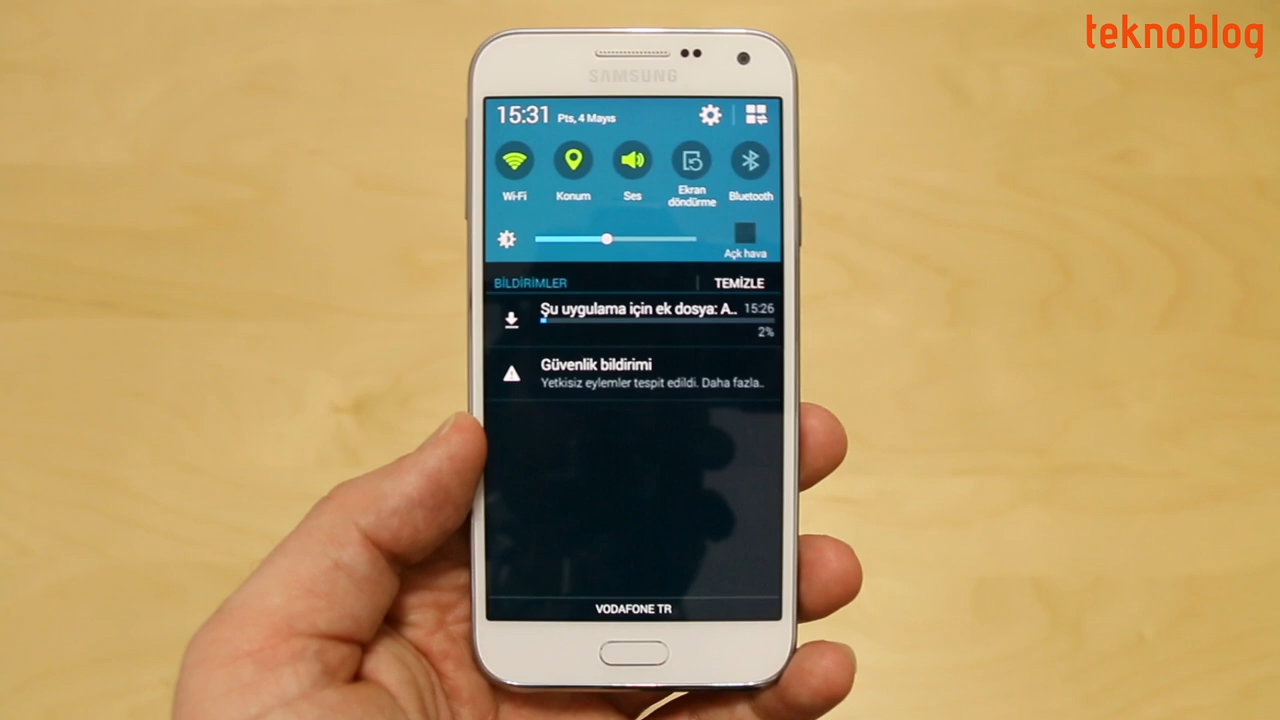 teknoblog
SAMSUNG
15:31 Pts, 4 Mayıs
Wi-Fi Konum Ses Ekran döndürme Bluetooth
Açk hava
BİLDİRİMLER TEMİZLE
Şu uygulama için ek dosya: A.. 15:26
2%
Güvenlik bildirimi
Yetkisiz eylemler tespit edildi. Daha fazla..
VODAFONE TR